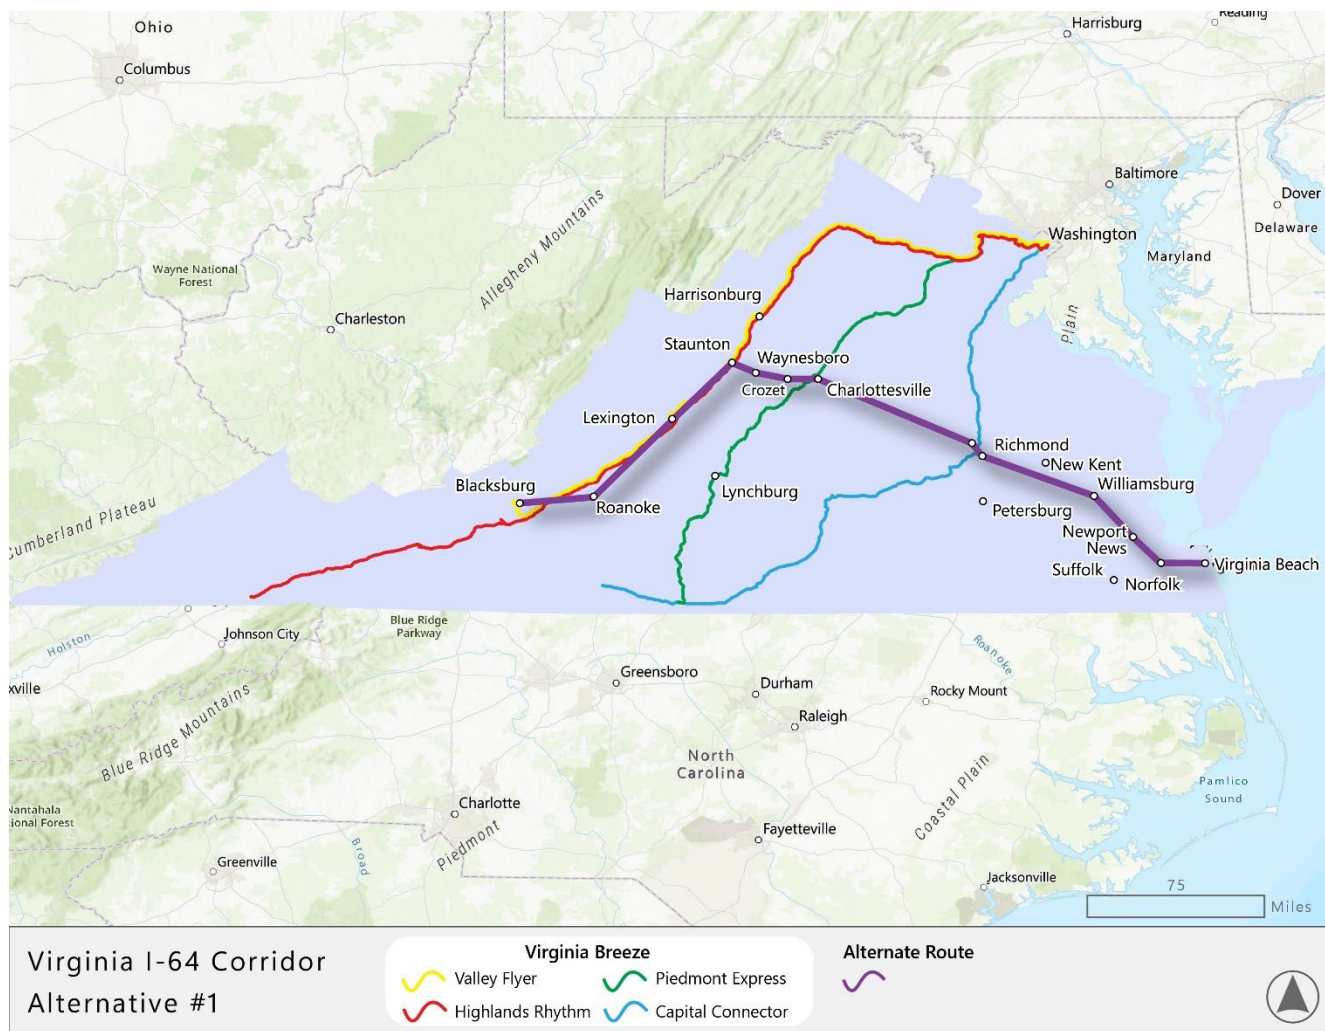 Ohio
Columbus
Harrisburg
Reading
Baltimore
Dover
Delaware
Washington
Maryland
Plain
Wayne National
Forest
Allegheny Mountains
Charleston
Harrisonburg
Staunton
Waynesboro
Crozet
Charlottesville
Lexington
Richmond
New Kent
Williamsburg
Blacksburg
Roanoke
Lynchburg
Petersburg
Newport
News
Suffolk
Norfolk
Virginia Beach
Cumberland Plateau
Blue Ridge
Parkway
Johnson City
Holston
xville
Roanoke
Greensboro
Durham
Raleigh
Rocky Mount
Blue Ridge Mountains
North
Carolina
Coastal Plain
Pamlico
Sound
Nantahala
ional Forest
Charlotte
Piedmont
Fayetteville
Broad
Greenville
Jacksonville
75
Miles
Virginia I-64 Corridor
Alternative #1
Virginia Breeze
Valley Flyer
Piedmont Express
Highlands Rhythm
Capital Connector
Alternate Route